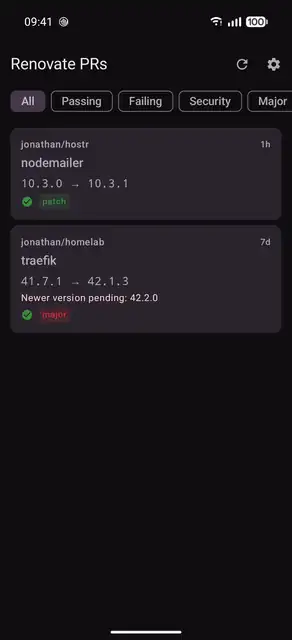 09:41
100
Renovate PRs
All Passing Failing Security Major
jonathan/hostr 1h
nodemailer
10.3.0 → 10.3.1
patch
jonathan/homelab 7d
traefik
41.7.1 → 42.1.3
Newer version pending: 42.2.0
major